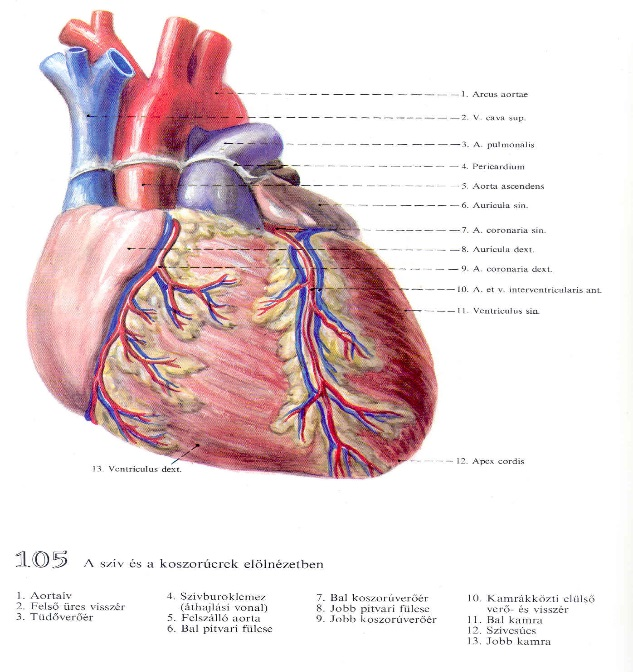 1. Arcus aortae
2. V. cava sup.
3. A. pulmonalis
4. Pericardium
5. Aorta ascendens
6. Auricula sin.
7. A. coronaria sin.
8. Auricula dext.
9. A. coronaria dext.
10. A. et v. interventricularis ant.
11. Ventriculus sin.
12. Apex cordis
13. Ventriculus dext.
105 A szív és a koszorúerek elölnézetben
1. Aortaív
2. Felső üres visszér
3. Tüdőverőér
4. Szívburoklemez
(áthajlási vonal)
5. Felszálló aorta
6. Bal pitvari fülcse
7. Bal koszorúverőér
8. Jobb pitvari fülcse
9. Jobb koszorúverőér
10. Kamrákközti elülső
verő- és visszér
11. Bal kamra
12. Szívcsúcs
13. Jobb kamra